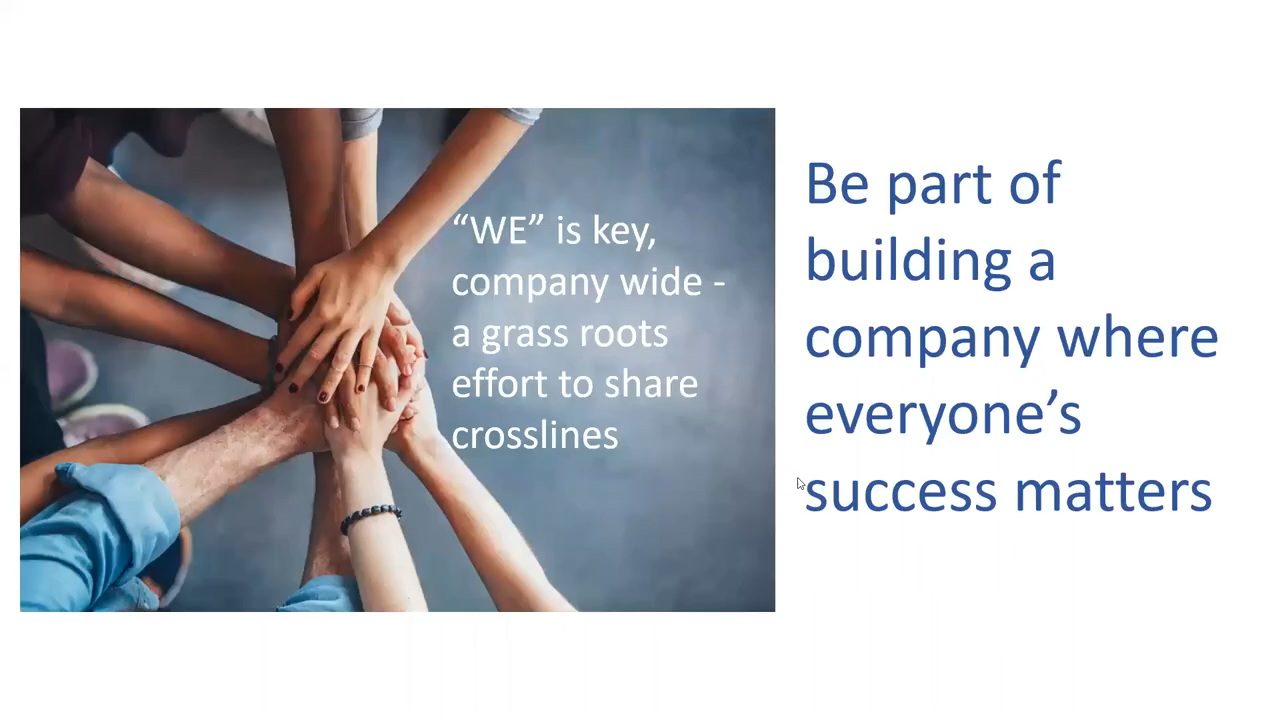 “WE” is key,
company wide -
a grass roots
effort to share
crosslines
Be part of
building a
company where
everyone’s
success matters